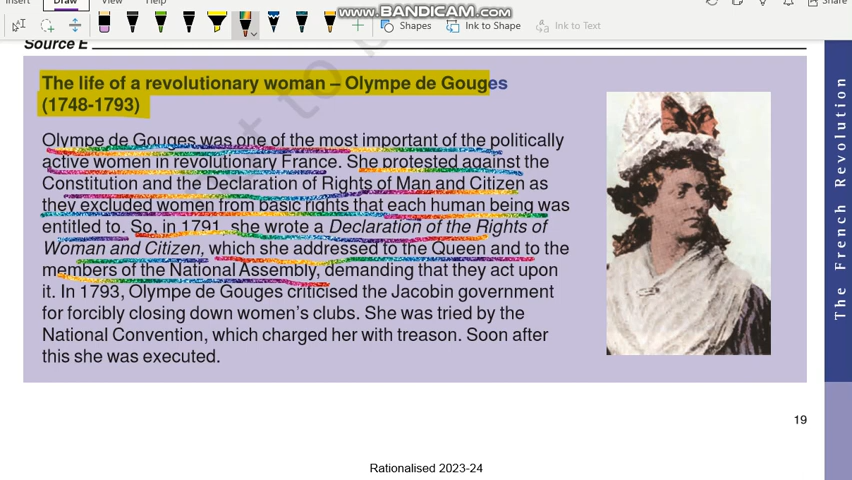 Insert Draw View Help Share
www.BANDICAM.com
Shapes Ink to Shape Ink to Text
Source E
The life of a revolutionary woman – Olympe de Gouges
(1748-1793)
Olympe de Gouges was one of the most important of the politically
active women in revolutionary France. She protested against the
Constitution and the Declaration of Rights of Man and Citizen as
they excluded women from basic rights that each human being was
entitled to. So, in 1791, she wrote a Declaration of the Rights of
Woman and Citizen, which she addressed to the Queen and to the
members of the National Assembly, demanding that they act upon
it. In 1793, Olympe de Gouges criticised the Jacobin government
for forcibly closing down women's clubs. She was tried by the
National Convention, which charged her with treason. Soon after
this she was executed.
The French Revolution
19
Rationalised 2023-24